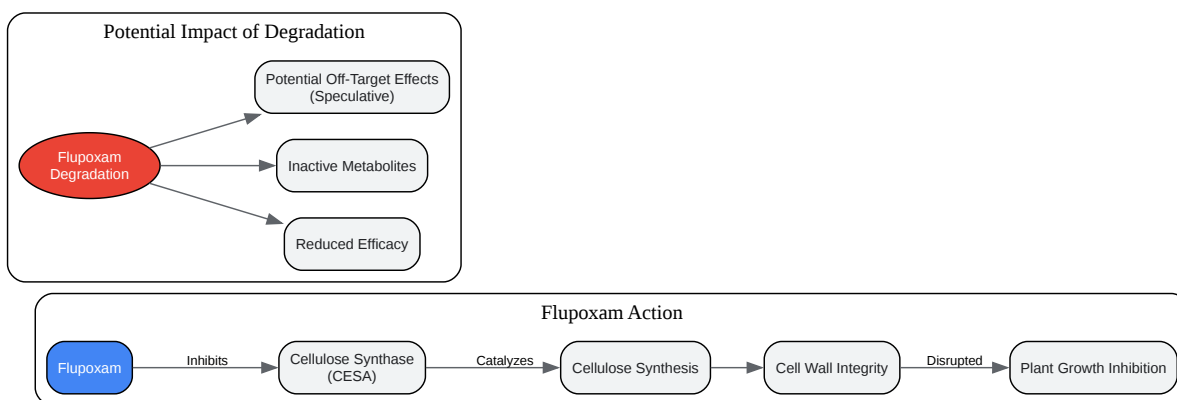 Potential Impact of Degradation
Potential Off-Target Effects
(Speculative)
Flupoxam
Degradation
Inactive Metabolites
Reduced Efficacy
Flupoxam Action
Flupoxam
Inhibits
Cellulose Synthase
(CESA)
Catalyzes
Cellulose Synthesis
Cell Wall Integrity
Disrupted
Plant Growth Inhibition